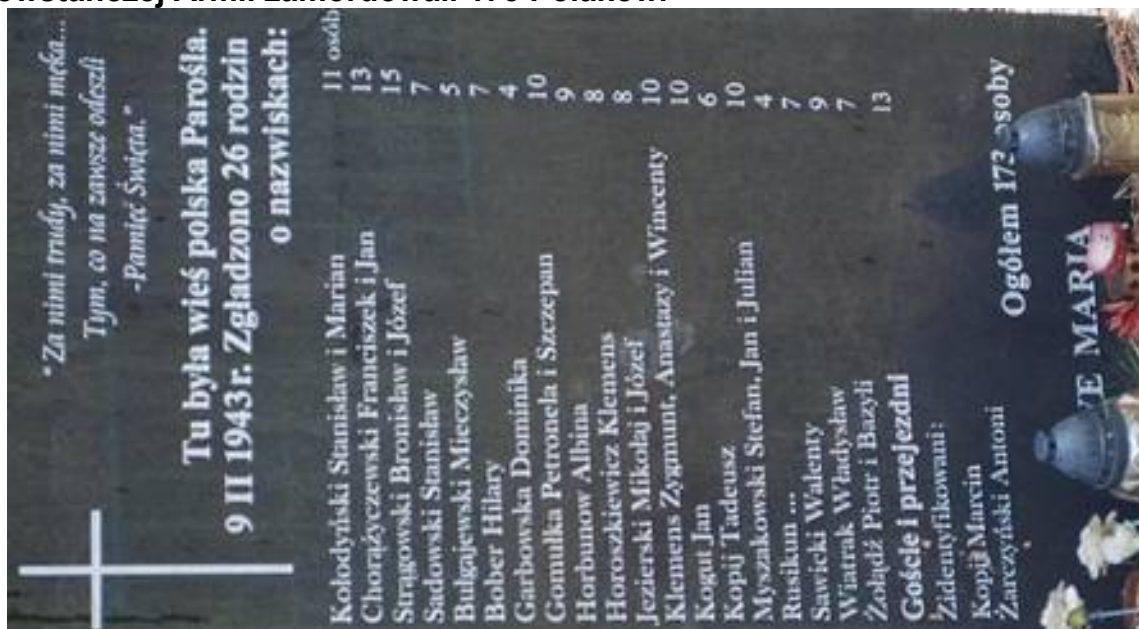 "Za nimi trudy, za nimi męka...
Tym, co na zawsze odeszli
-Pamięć Święta."
Tu była wieś polska Parośla.
9 II 1943 r. Zgładzono 26 rodzin
o nazwiskach:
Kołodyński Stanisław i Marian 11 osób
Chorążyczewski Franciszek i Jan 13
Strągowski Bronisław i Józef 15
Sadowski Stanisław 7
Bułgajewski Mieczysław 5
Bober Hilary 7
Garbowska Dominika 4
Gomułka Petronela i Szczepan 10
Horbunow Albina 9
Horoszkiewicz Klemens 8
Jezierski Mikołaj i Józef 8
Klemens Zygmunt, Anastazy i Wincenty 10
Kogut Jan 10
Kopij Tadeusz 6
Myszakowski Stefan, Jan i Julian 10
Rusikun ... 4
Sawicki Walenty 7
Wiatrak Władysław 9
Żołądź Piotr i Bazyli 7
Goście i przejezdni 13
Zidentyfikowani:
Kopij Marcin
Żarczyński Antoni
Ogółem 173 osoby
MARIA